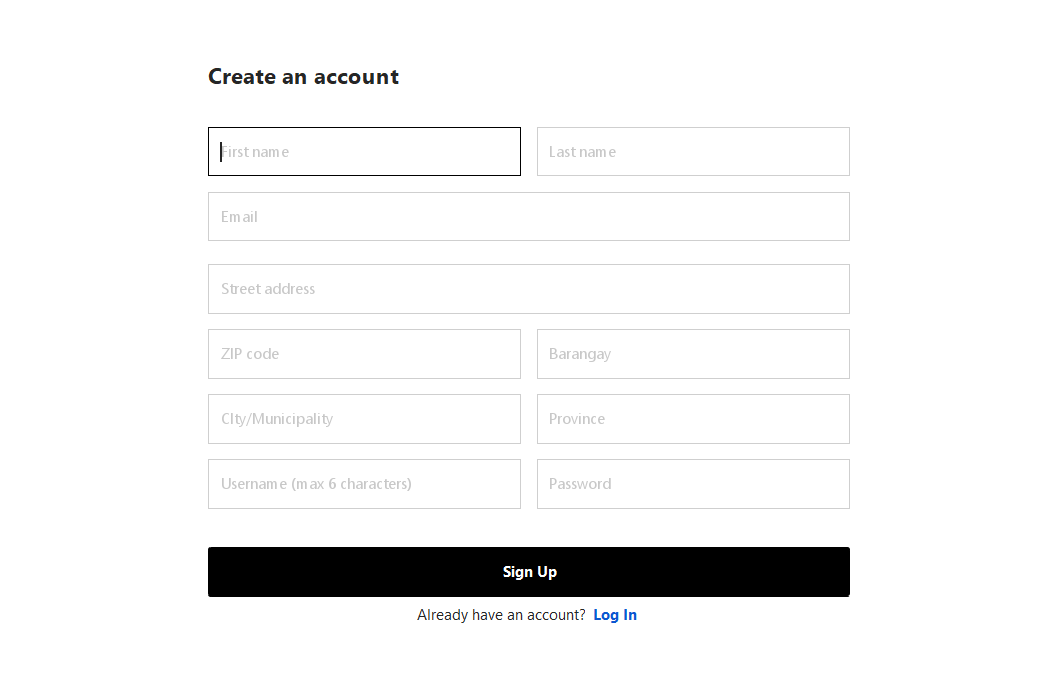 Create an account
First name
Last name
Email
Street address
ZIP code
Barangay
CIty/Municipality
Province
Username (max 6 characters)
Password
Sign Up
Already have an account? Log In